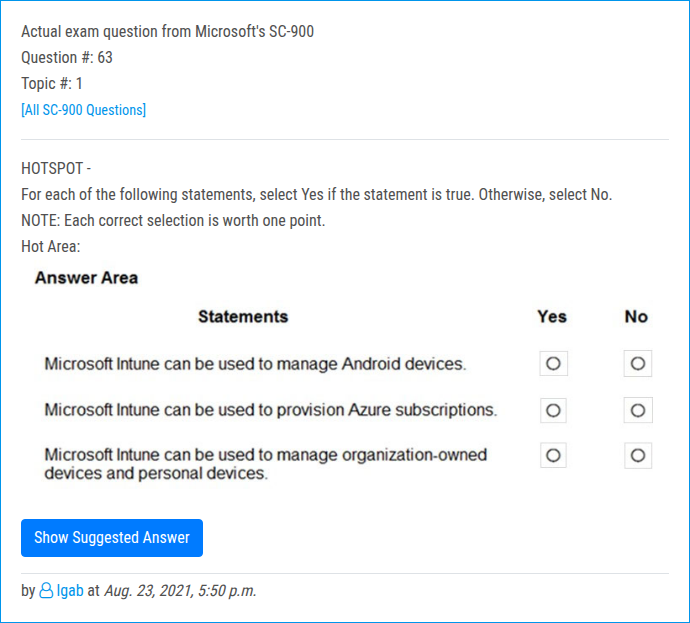 Actual exam question from Microsoft's SC-900
Question #: 63
Topic #: 1
[All SC-900 Questions]
HOTSPOT -
For each of the following statements, select Yes if the statement is true. Otherwise, select No.
NOTE: Each correct selection is worth one point.
Hot Area:
Answer Area
Statements Yes No
Microsoft Intune can be used to manage Android devices.
Microsoft Intune can be used to provision Azure subscriptions.
Microsoft Intune can be used to manage organization-owned
devices and personal devices.
Show Suggested Answer
by lgab at Aug. 23, 2021, 5:50 p.m.